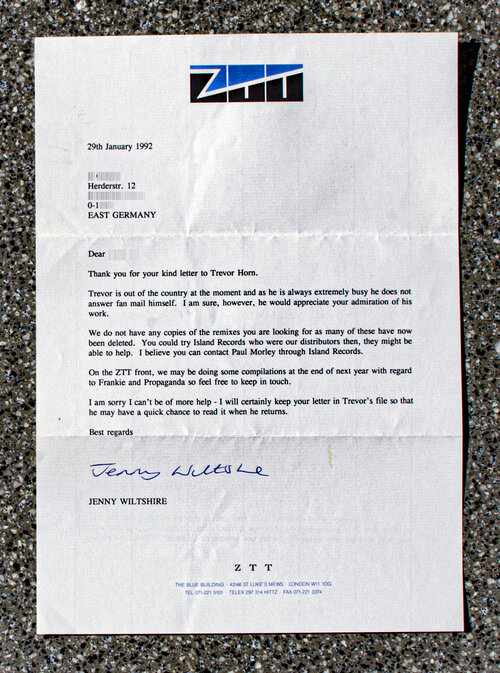 ZTT
29th January 1992
Herderstr. 12
0-1
EAST GERMANY
Dear
Thank you for your kind letter to Trevor Horn.
Trevor is out of the country at the moment and as he is always extremely busy he does
answer fan mail himself. I am sure, however, he would appreciate your admiration of his
work.
We do not have any copies of the remixes you are looking for as many of these have now
been deleted. You could try Island Records who were our distributors then, they might be
able to help. I believe you can contact Paul Morley through Island Records.
On the ZTT front, we may be doing some compilations at the end of next year with regard
to Frankie and Propaganda so feel free to keep in touch.
I am sorry I can't be of more help - I will certainly keep your letter in Trevor's file so that
he may have a quick chance to read it when he returns.
Best regards
Jenny Wiltshire
JENNY WILTSHIRE
Z T T
THE BLUE BUILDING · 42/46 ST LUKE'S MEWS · LONDON W11 1DG
TEL 071-221 5101 · TELEX 297 314 HITTZ · FAX 071-221 3374